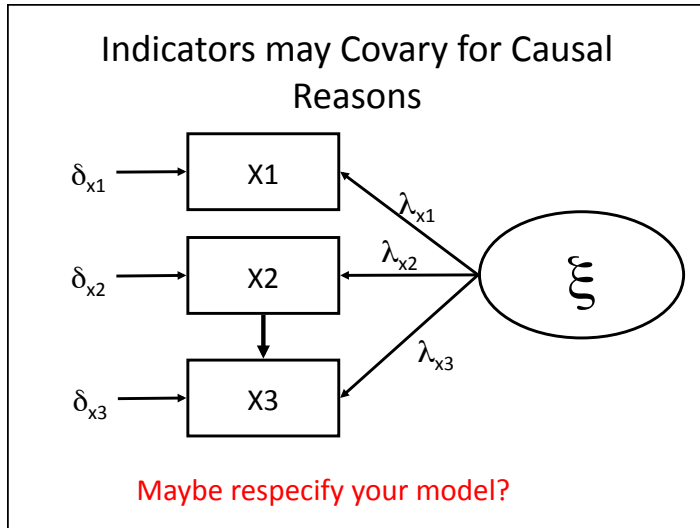 Indicators may Covary for Causal
Reasons
δx1
X1
λx1
δx2
X2
λx2
ξ
δx3
X3
λx3
Maybe respecify your model?